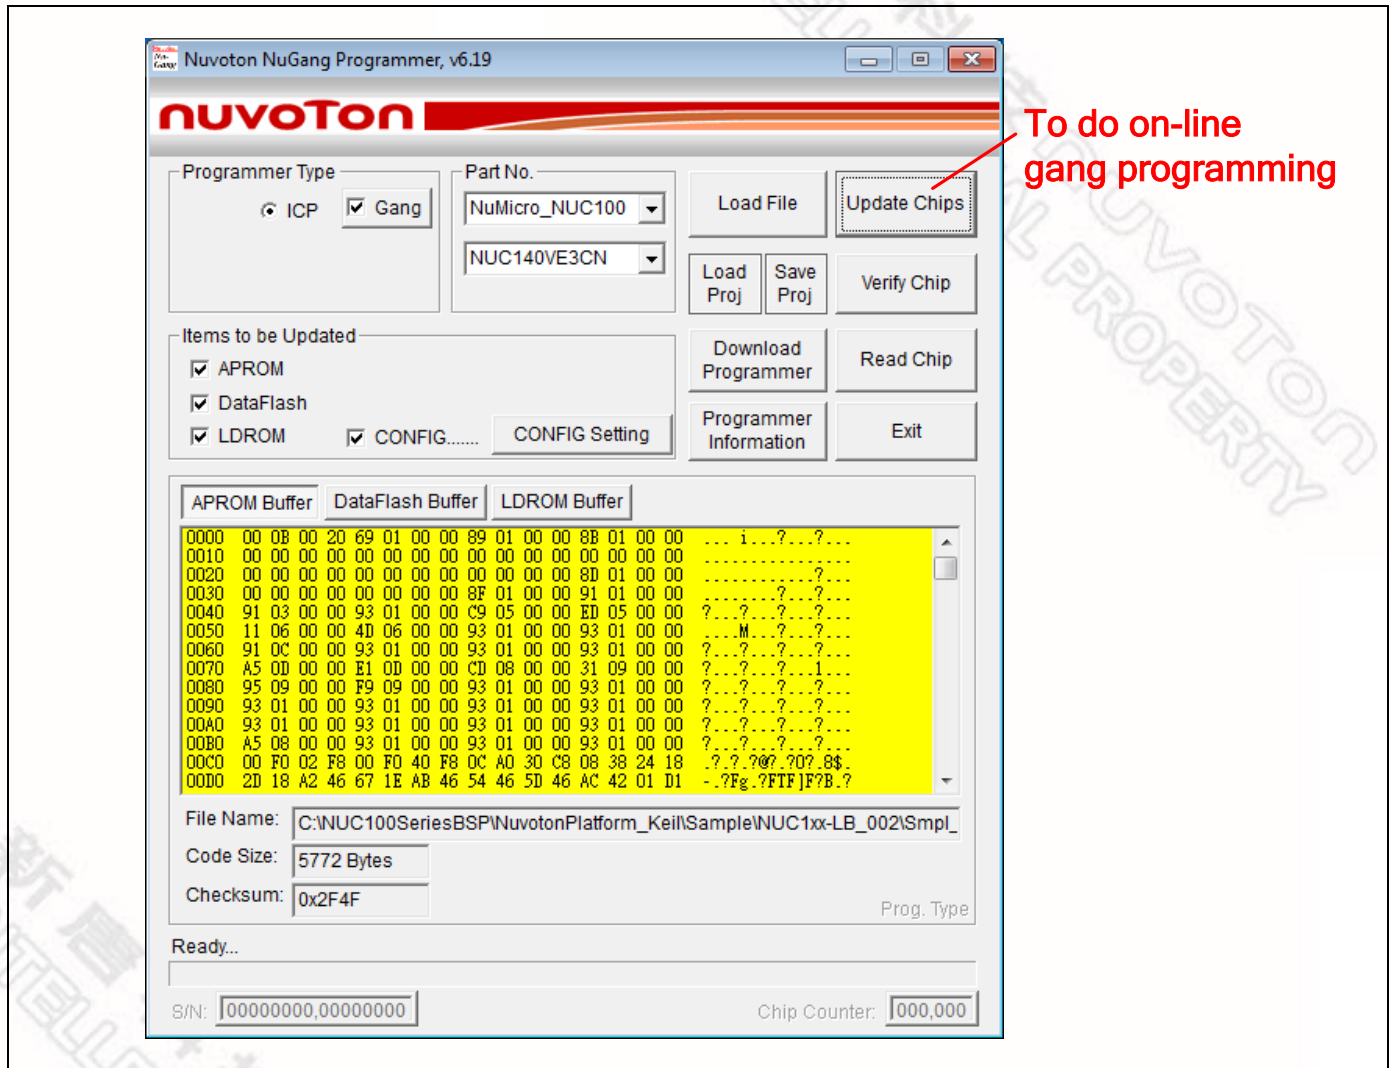 Nuvoton NuGang Programmer, v6.19
nuvoTon
To do on-line
gang programming
Programmer Type
ICP
Gang
Part No.
NuMicro_NUC100
NUC140VE3CN
Load File
Update Chips
Load Proj
Save Proj
Verify Chip
Items to be Updated
APROM
DataFlash
LDROM
CONFIG.......
CONFIG Setting
Download Programmer
Read Chip
Programmer Information
Exit
APROM Buffer DataFlash Buffer LDROM Buffer
0000 00 0B 00 20 69 01 00 00 89 01 00 00 8B 01 00 00 ... i...?...?...
0010 00 00 00 00 00 00 00 00 00 00 00 00 00 00 00 00 ................
0020 00 00 00 00 00 00 00 00 00 00 00 00 8D 01 00 00 ............?...
0030 00 00 00 00 00 00 00 00 8F 01 00 00 91 01 00 00 ........?...?...
0040 91 03 00 00 93 01 00 00 C9 05 00 00 ED 05 00 00 ?...?...?...?...
0050 11 06 00 00 4D 06 00 00 93 01 00 00 93 01 00 00 ....M...?...?...
0060 91 0C 00 00 93 01 00 00 93 01 00 00 93 01 00 00 ?...?...?...?...
0070 A5 0D 00 00 E1 0D 00 00 CD 08 00 00 31 09 00 00 ?...?...?...1...
0080 95 09 00 00 F9 09 00 00 93 01 00 00 93 01 00 00 ?...?...?...?...
0090 93 01 00 00 93 01 00 00 93 01 00 00 93 01 00 00 ?...?...?...?...
00A0 93 01 00 00 93 01 00 00 93 01 00 00 93 01 00 00 ?...?...?...?...
00B0 A5 08 00 00 93 01 00 00 93 01 00 00 93 01 00 00 ?...?...?...?...
00C0 00 F0 02 F8 00 F0 40 F8 0C A0 30 C8 08 38 24 18 .?.?.?@?.?0?.8$.
00D0 2D 18 A2 46 67 1E AB 46 54 46 5D 46 AC 42 01 D1 -.?Fg.?FTF]F?B.?
File Name: C:\NUC100SeriesBSP\NuvotonPlatform_Keil\Sample\NUC1xx-LB_002\Smpl_
Code Size: 5772 Bytes
Checksum: 0x2F4F
Prog. Type
Ready...
S/N: 00000000,00000000
Chip Counter: 000,000